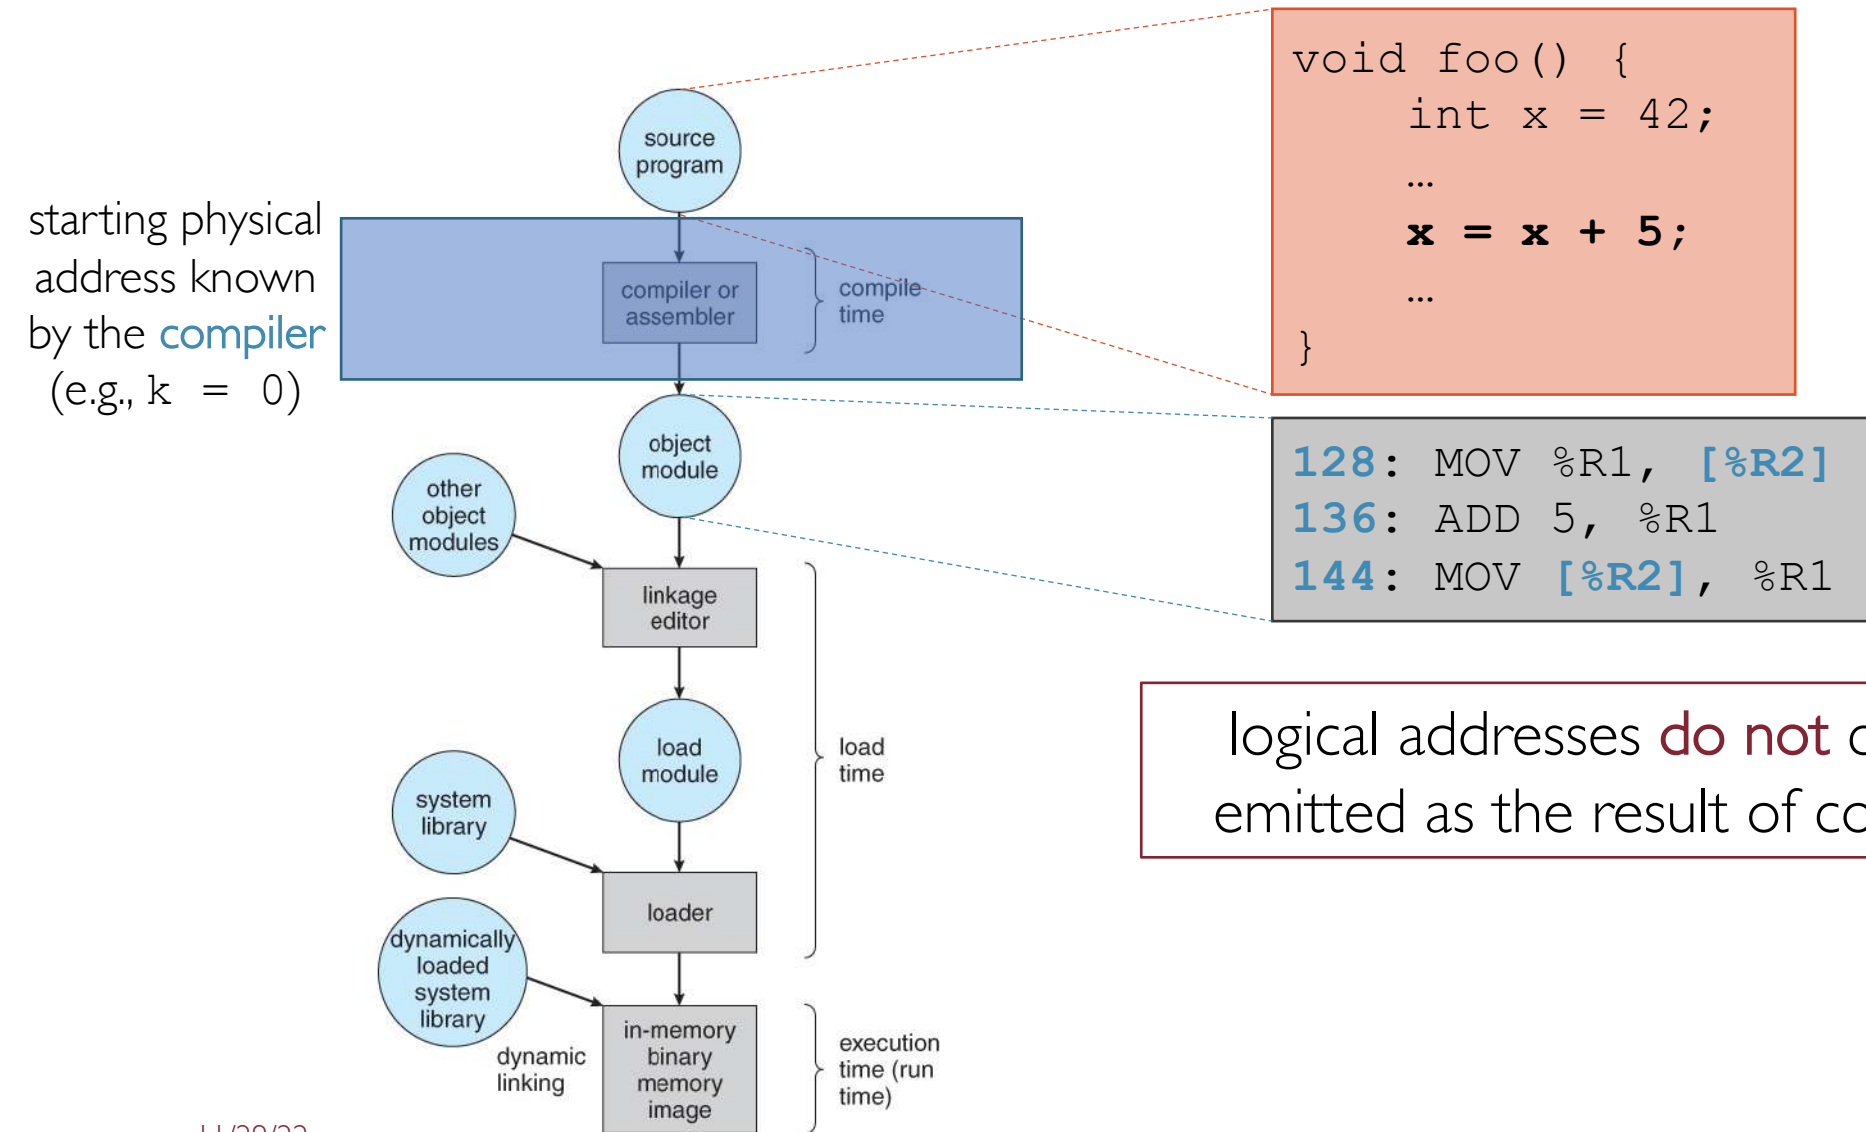 starting physical
address known
by the compiler
(e.g., k = 0)
source
program
compiler or
assembler
compile
time
object
module
other
object
modules
linkage
editor
load
module
load
time
system
library
loader
dynamically
loaded
system
library
dynamic
linking
in-memory
binary
memory
image
execution
time (run
time)
void foo() {
int x = 42;
…
x = x + 5;
…
}
128: MOV %R1, [%R2]
136: ADD 5, %R1
144: MOV [%R2], %R1
logical addresses do not
emitted as the result of